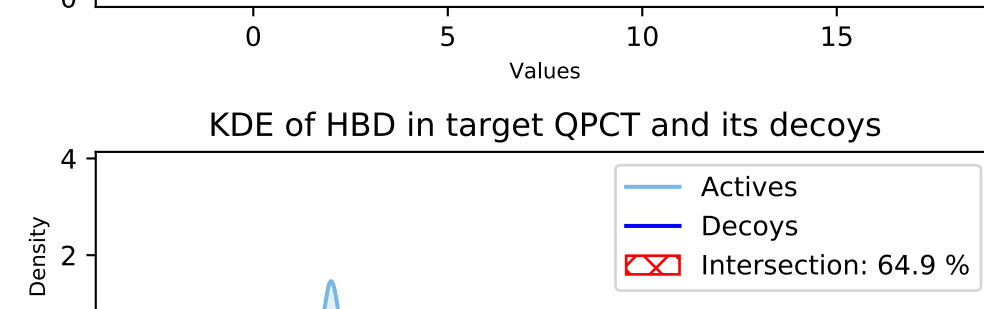 0 5 10 15
Values
KDE of HBD in target QPCT and its decoys
4
2
Density
Actives
Decoys
Intersection: 64.9 %